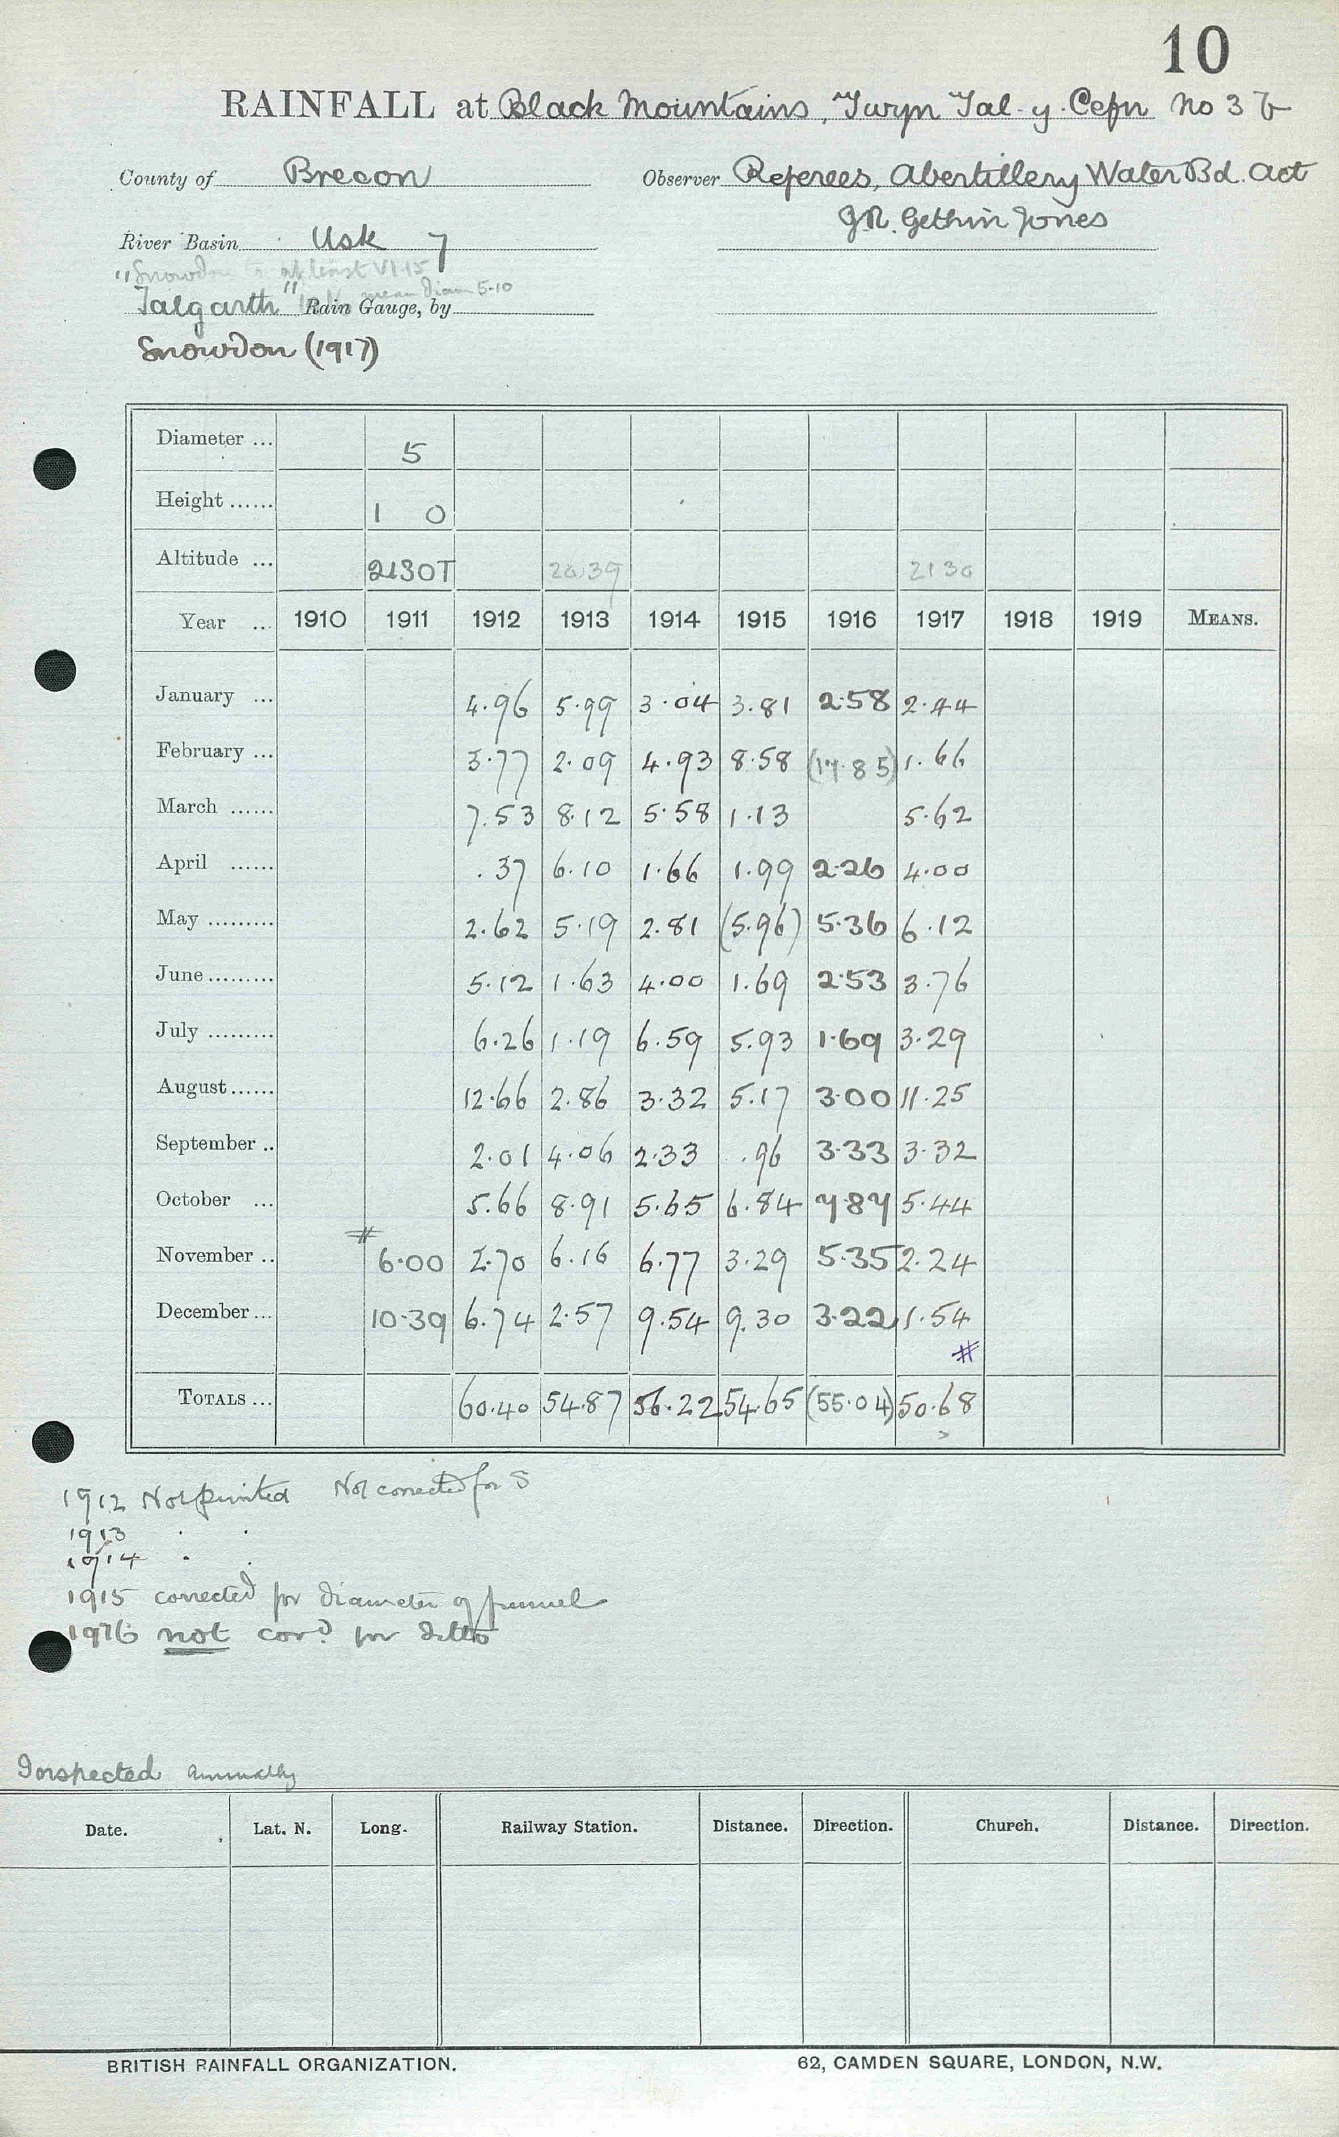 10
RAINFALL at Black Mountains, Twyn Tal-y-Cefn No 3b
County of Brecon Observer Referees, Abertillery Water Bd. Act
J.R. Gethin Jones
River Basin Usk 7
"Snowdon at least VI.15
mean diam 5.10
Talgarth" Rain Gauge, by
Snowdon (1917)
Diameter ... 5
Height ...... 1 0
Altitude ... 2130T 2039 2130
Year ... 1910 1911 1912 1913 1914 1915 1916 1917 1918 1919 MEANS.
January ... 4.96 5.99 3.04 3.81 2.58 2.44
February ... 3.77 2.09 4.93 8.58 (17.85) 1.66
March ...... 7.53 8.12 5.58 1.13 5.62
April ...... .37 6.10 1.66 1.99 2.26 4.00
May ......... 2.62 5.19 2.81 (5.96) 5.36 6.12
June ......... 5.12 1.63 4.00 1.69 2.53 3.76
July ......... 6.26 1.19 6.59 5.93 1.69 3.29
August ...... 12.66 2.86 3.32 5.17 3.00 11.25
September .. 2.01 4.06 2.33 .96 3.33 3.32
October ... 5.66 8.91 5.65 6.84 7.87 5.44
November .. # 6.00 2.70 6.16 6.77 3.29 5.35 2.24
December ... 10.39 6.74 2.57 9.54 9.30 3.22 1.54
#
TOTALS ... 60.40 54.87 56.22 54.65 (55.04) 50.68
1912 Not printed Not corrected for S
1913 . .
1914 . .
1915 corrected for diameter of funnel
1916 not cord for ditto
Inspected annually
Date. Lat. N. Long. Railway Station. Distance. Direction. Church. Distance. Direction.
BRITISH RAINFALL ORGANIZATION. 62, CAMDEN SQUARE, LONDON, N.W.